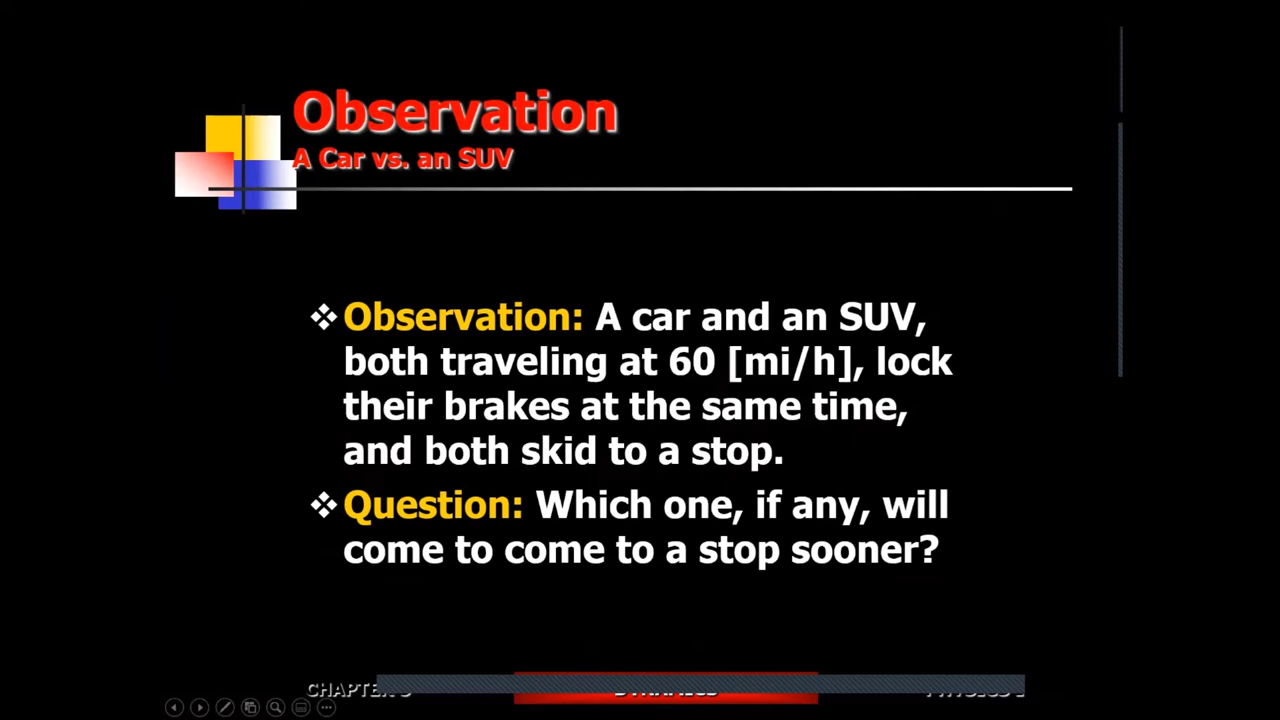 Observation
A Car vs. an SUV
❖ Observation: A car and an SUV,
both traveling at 60 [mi/h], lock
their brakes at the same time,
and both skid to a stop.
❖ Question: Which one, if any, will
come to come to a stop sooner?
CHAPTER
DYNAMICS